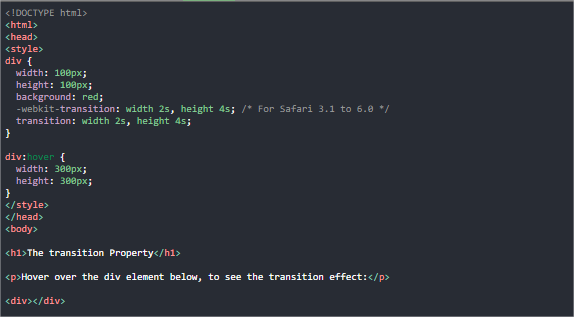 <!DOCTYPE html>
<html>
<head>
<style>
div {
  width: 100px;
  height: 100px;
  background: red;
  -webkit-transition: width 2s, height 4s; /* For Safari 3.1 to 6.0 */
  transition: width 2s, height 4s;
}

div:hover {
  width: 300px;
  height: 300px;
}
</style>
</head>
<body>

<h1>The transition Property</h1>

<p>Hover over the div element below, to see the transition effect:</p>

<div></div>